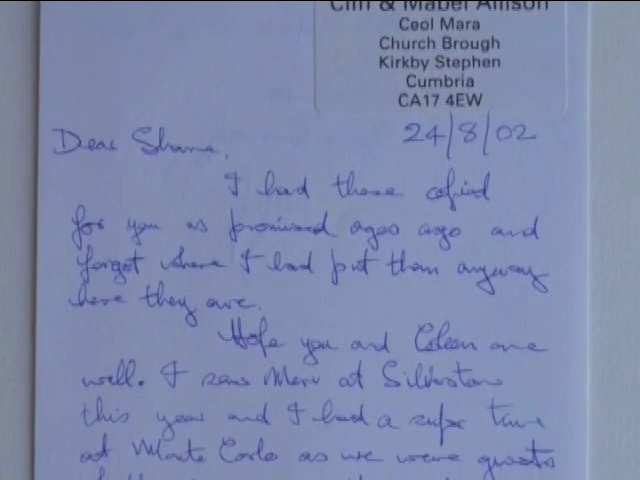 Cliff & Mabel Allison
Ceol Mara
Church Brough
Kirkby Stephen
Cumbria
CA17 4EW
24/8/02
Dear Shane,
I had these copied
for you as promised ages ago and
forgot where I had put them anyway
here they are.
Hope you and Coleen are
well. I saw Merv at Silverstone
this year and I had a super time
at Monte Carlo as we were guests